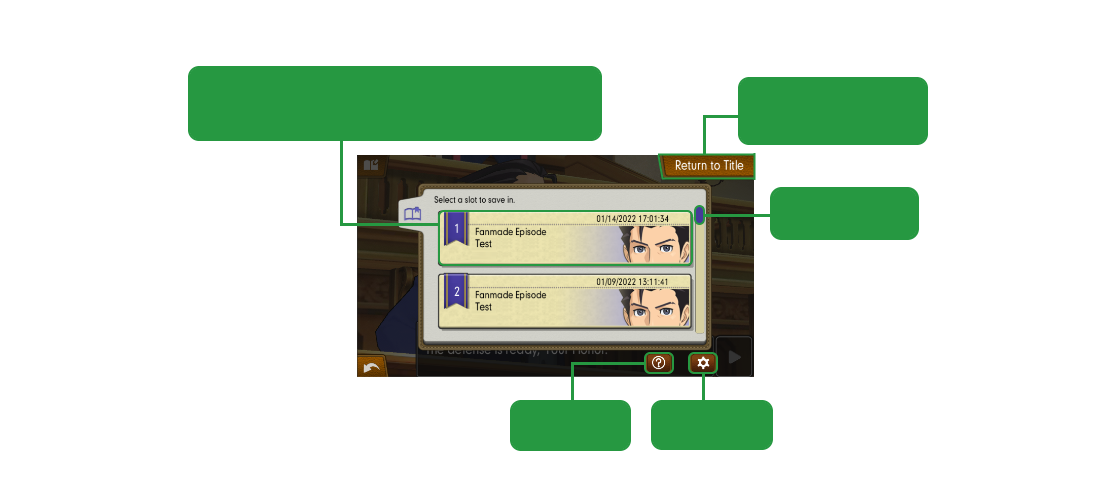 Return to Title
Select a slot to save in.
01/14/2022 17:01:34
1
Fanmade Episode
Test
01/09/2022 13:11:41
2
Fanmade Episode
Test
The defense is ready, Your Honor.